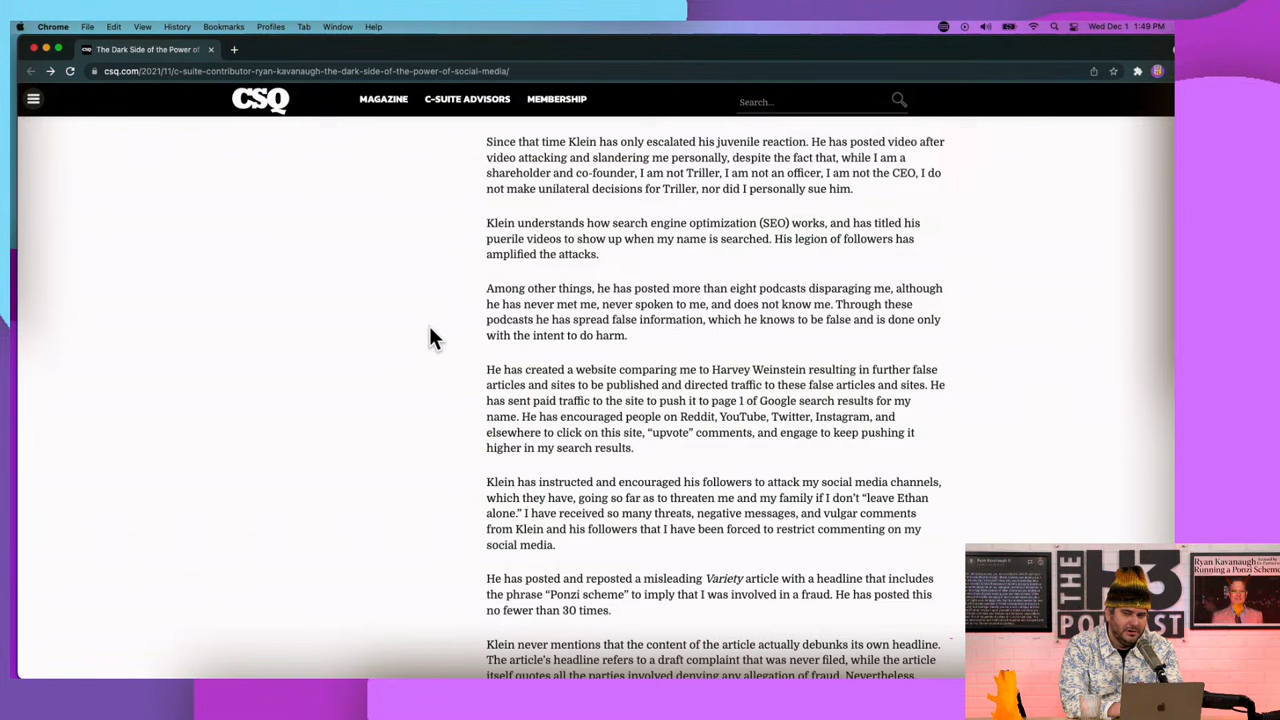 Chrome File Edit View History Bookmarks Profiles Tab Window Help
Wed Dec 1 1:49 PM
CSQ The Dark Side of the Power of
csq.com/2021/11/c-suite-contributor-ryan-kavanaugh-the-dark-side-of-the-power-of-social-media/
CSQ MAGAZINE C-SUITE ADVISORS MEMBERSHIP Search...
Since that time Klein has only escalated his juvenile reaction. He has posted video after
video attacking and slandering me personally, despite the fact that, while I am a
shareholder and co-founder, I am not Triller, I am not an officer, I am not the CEO, I do
not make unilateral decisions for Triller, nor did I personally sue him.
Klein understands how search engine optimization (SEO) works, and has titled his
puerile videos to show up when my name is searched. His legion of followers has
amplified the attacks.
Among other things, he has posted more than eight podcasts disparaging me, although
he has never met me, never spoken to me, and does not know me. Through these
podcasts he has spread false information, which he knows to be false and is done only
with the intent to do harm.
He has created a website comparing me to Harvey Weinstein resulting in further false
articles and sites to be published and directed traffic to these false articles and sites. He
has sent paid traffic to the site to push it to page 1 of Google search results for my
name. He has encouraged people on Reddit, YouTube, Twitter, Instagram, and
elsewhere to click on this site, “upvote” comments, and engage to keep pushing it
higher in my search results.
Klein has instructed and encouraged his followers to attack my social media channels,
which they have, going so far as to threaten me and my family if I don’t “leave Ethan
alone.” I have received so many threats, negative messages, and vulgar comments
from Klein and his followers that I have been forced to restrict commenting on my
social media.
He has posted and reposted a misleading Variety article with a headline that includes
the phrase “Ponzi scheme” to imply that I was involved in a fraud. He has posted this
no fewer than 30 times.
Klein never mentions that the content of the article actually debunks its own headline.
The article’s headline refers to a draft complaint that was never filed, while the article
itself quotes all the parties involved denying any allegation of fraud. Nevertheless,
THE H3
PODCAST
Ryan Kavanaugh
Running a Ponzi Scheme